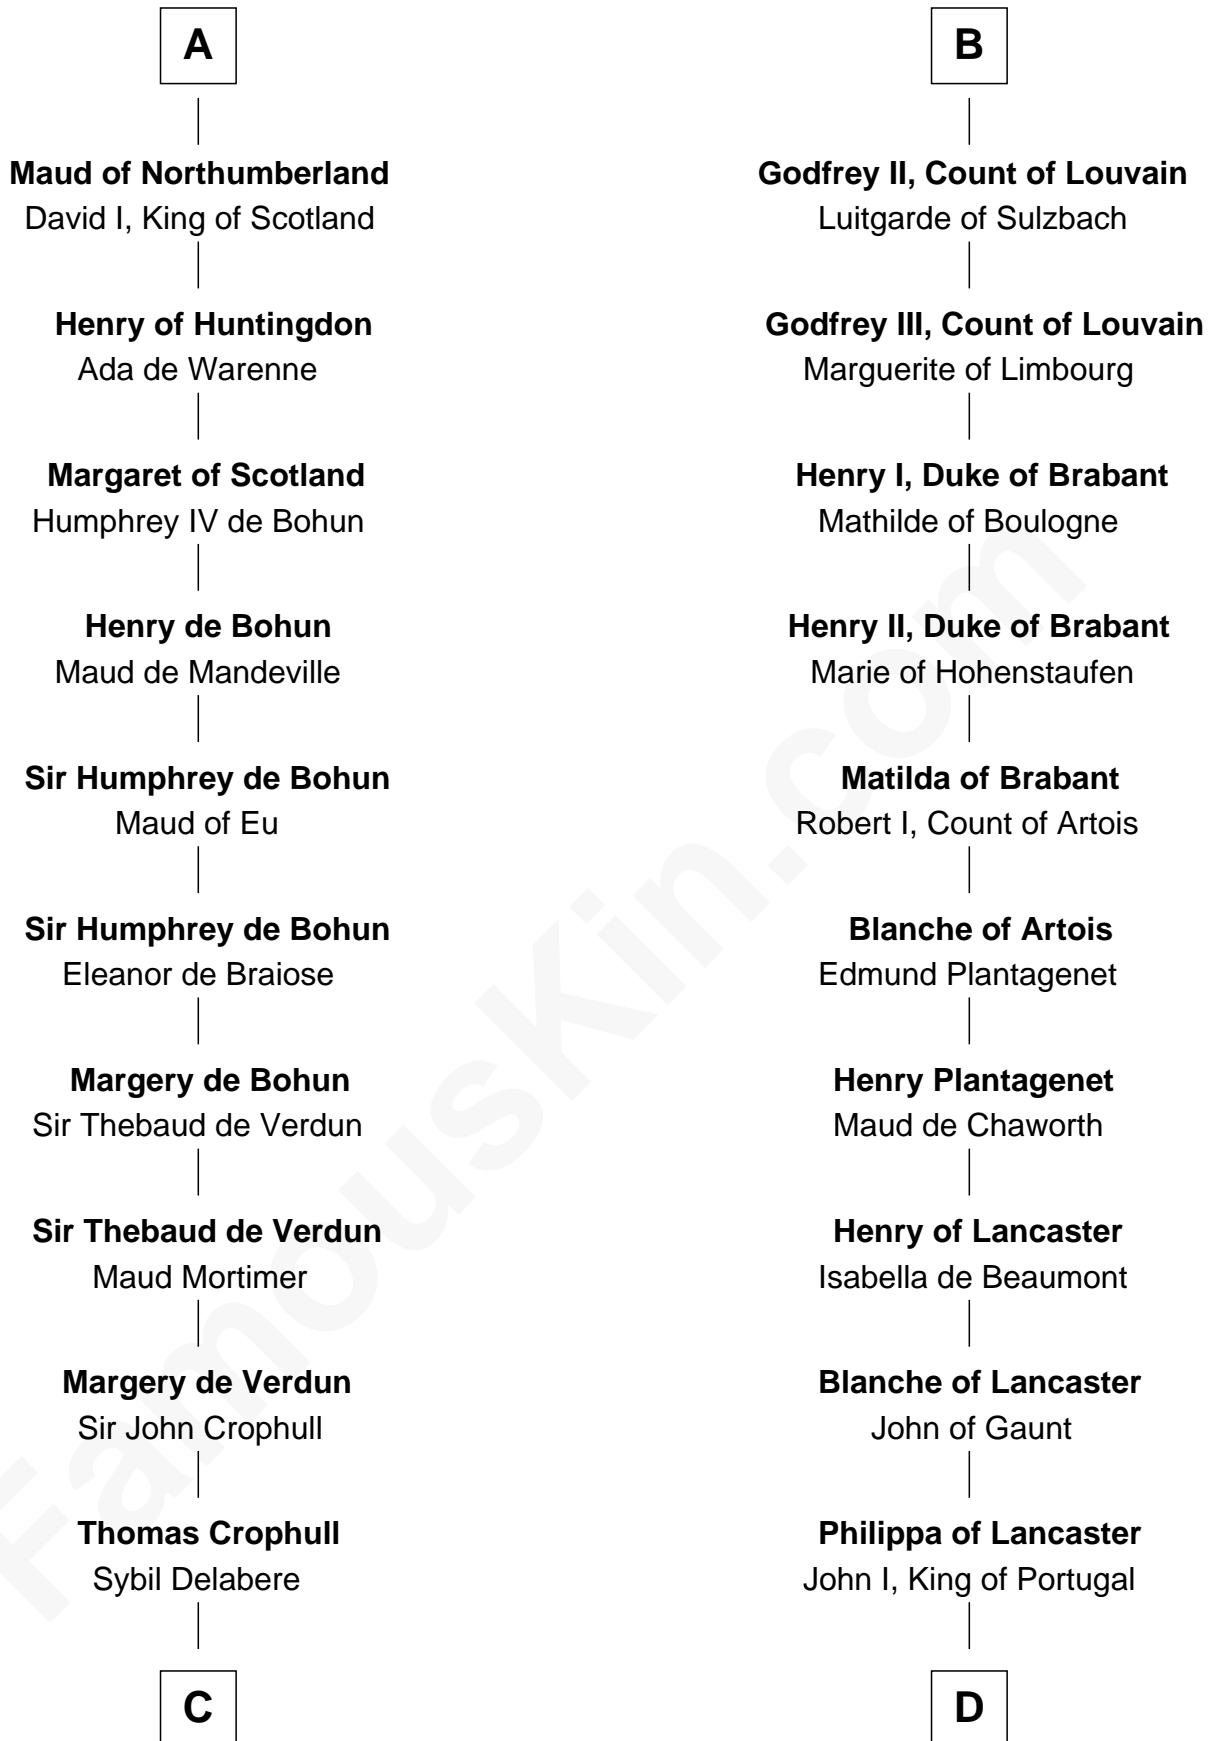 A
Maud of Northumberland
David I, King of Scotland
Henry of Huntingdon
Ada de Warenne
Margaret of Scotland
Humphrey IV de Bohun
Henry de Bohun
Maud de Mandeville
Sir Humphrey de Bohun
Maud of Eu
Sir Humphrey de Bohun
Eleanor de Braiose
Margery de Bohun
Sir Thebaud de Verdun
Sir Thebaud de Verdun
Maud Mortimer
Margery de Verdun
Sir John Crophull
Thomas Crophull
Sybil Delabere
C
B
Godfrey II, Count of Louvain
Luitgarde of Sulzbach
Godfrey III, Count of Louvain
Marguerite of Limbourg
Henry I, Duke of Brabant
Mathilde of Boulogne
Henry II, Duke of Brabant
Marie of Hohenstaufen
Matilda of Brabant
Robert I, Count of Artois
Blanche of Artois
Edmund Plantagenet
Henry Plantagenet
Maud de Chaworth
Henry of Lancaster
Isabella de Beaumont
Blanche of Lancaster
John of Gaunt
Philippa of Lancaster
John I, King of Portugal
D
FamousKin.com